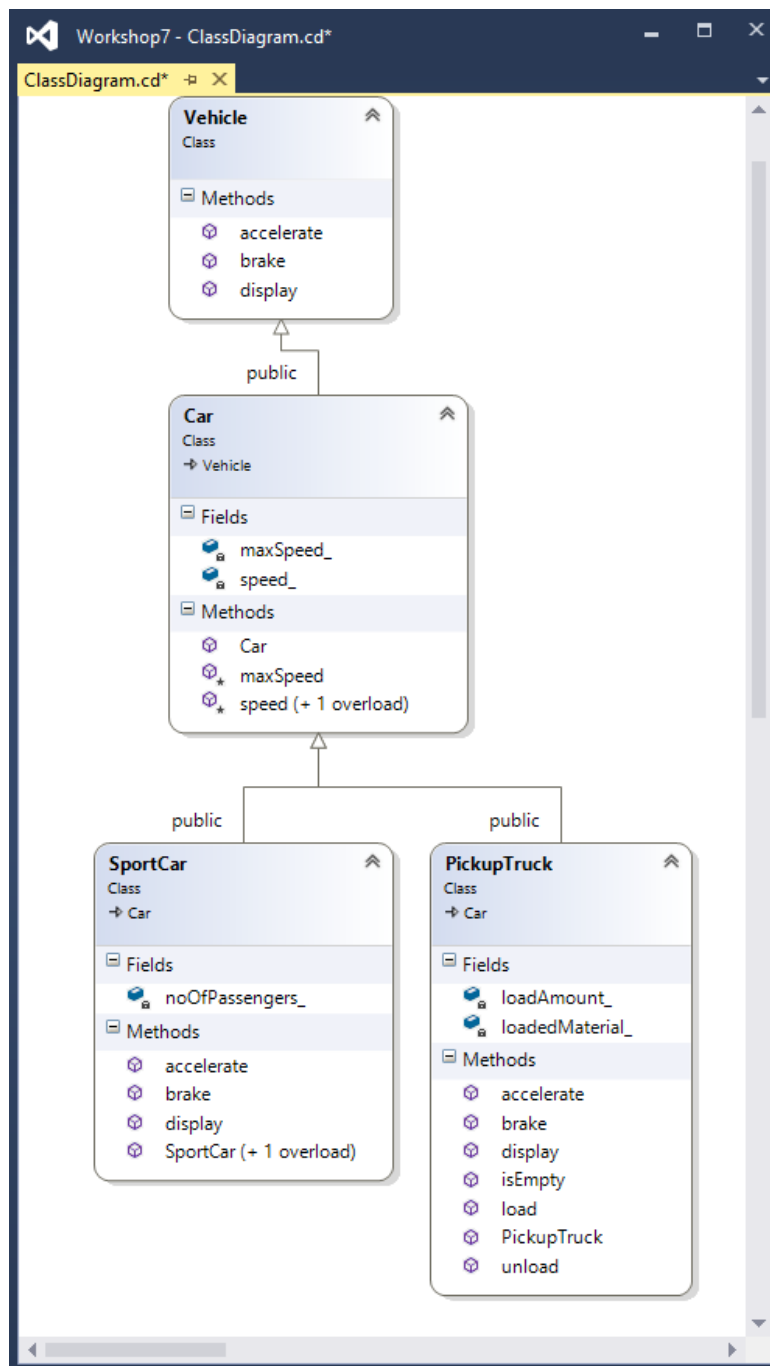 Workshop7 - ClassDiagram.cd*
ClassDiagram.cd*
Vehicle
Class
Methods
accelerate
brake
display
public
Car
Class
Vehicle
Fields
maxSpeed_
speed_
Methods
Car
maxSpeed
speed (+ 1 overload)
public
public
SportCar
Class
Car
Fields
noOfPassengers_
Methods
accelerate
brake
display
SportCar (+ 1 overload)
PickupTruck
Class
Car
Fields
loadAmount_
loadedMaterial_
Methods
accelerate
brake
display
isEmpty
load
PickupTruck
unload